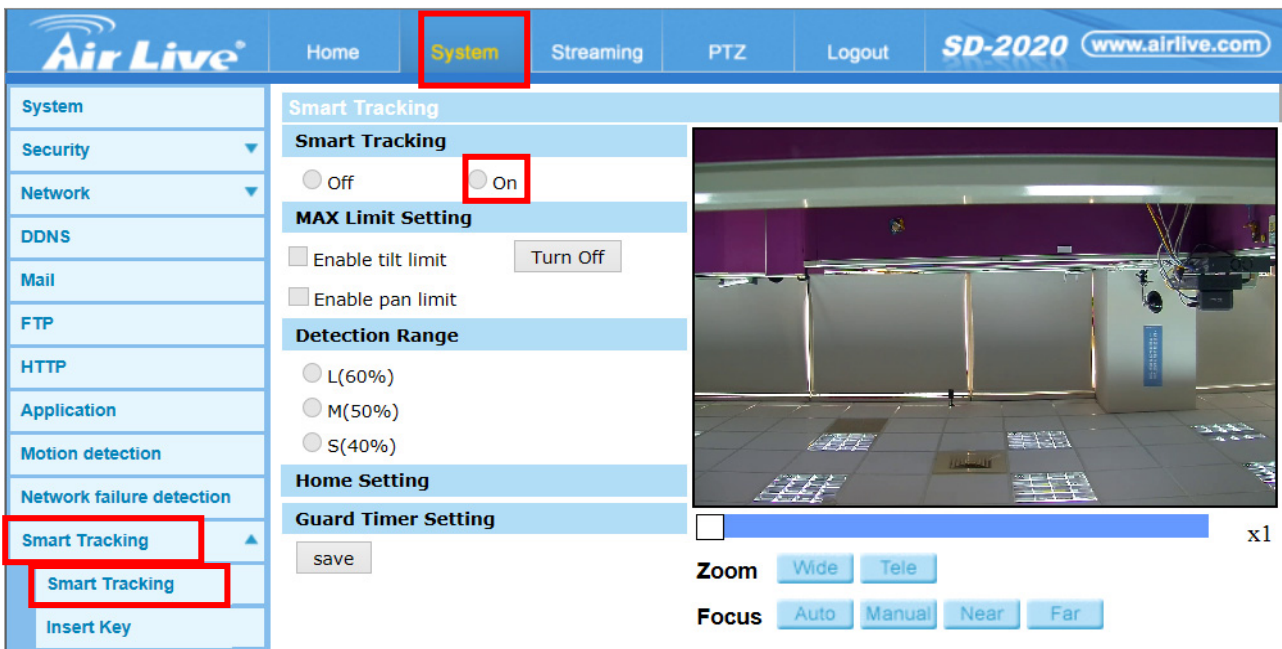 Air Live®
Home System Streaming PTZ Logout SD-2020 www.airlive.com
System
Security
Network
DDNS
Mail
FTP
HTTP
Application
Motion detection
Network failure detection
Smart Tracking
Smart Tracking
Insert Key
Smart Tracking
Smart Tracking
Off On
MAX Limit Setting
Enable tilt limit Turn Off
Enable pan limit
Detection Range
L(60%)
M(50%)
S(40%)
Home Setting
Guard Timer Setting
save
x1
Zoom Wide Tele
Focus Auto Manual Near Far